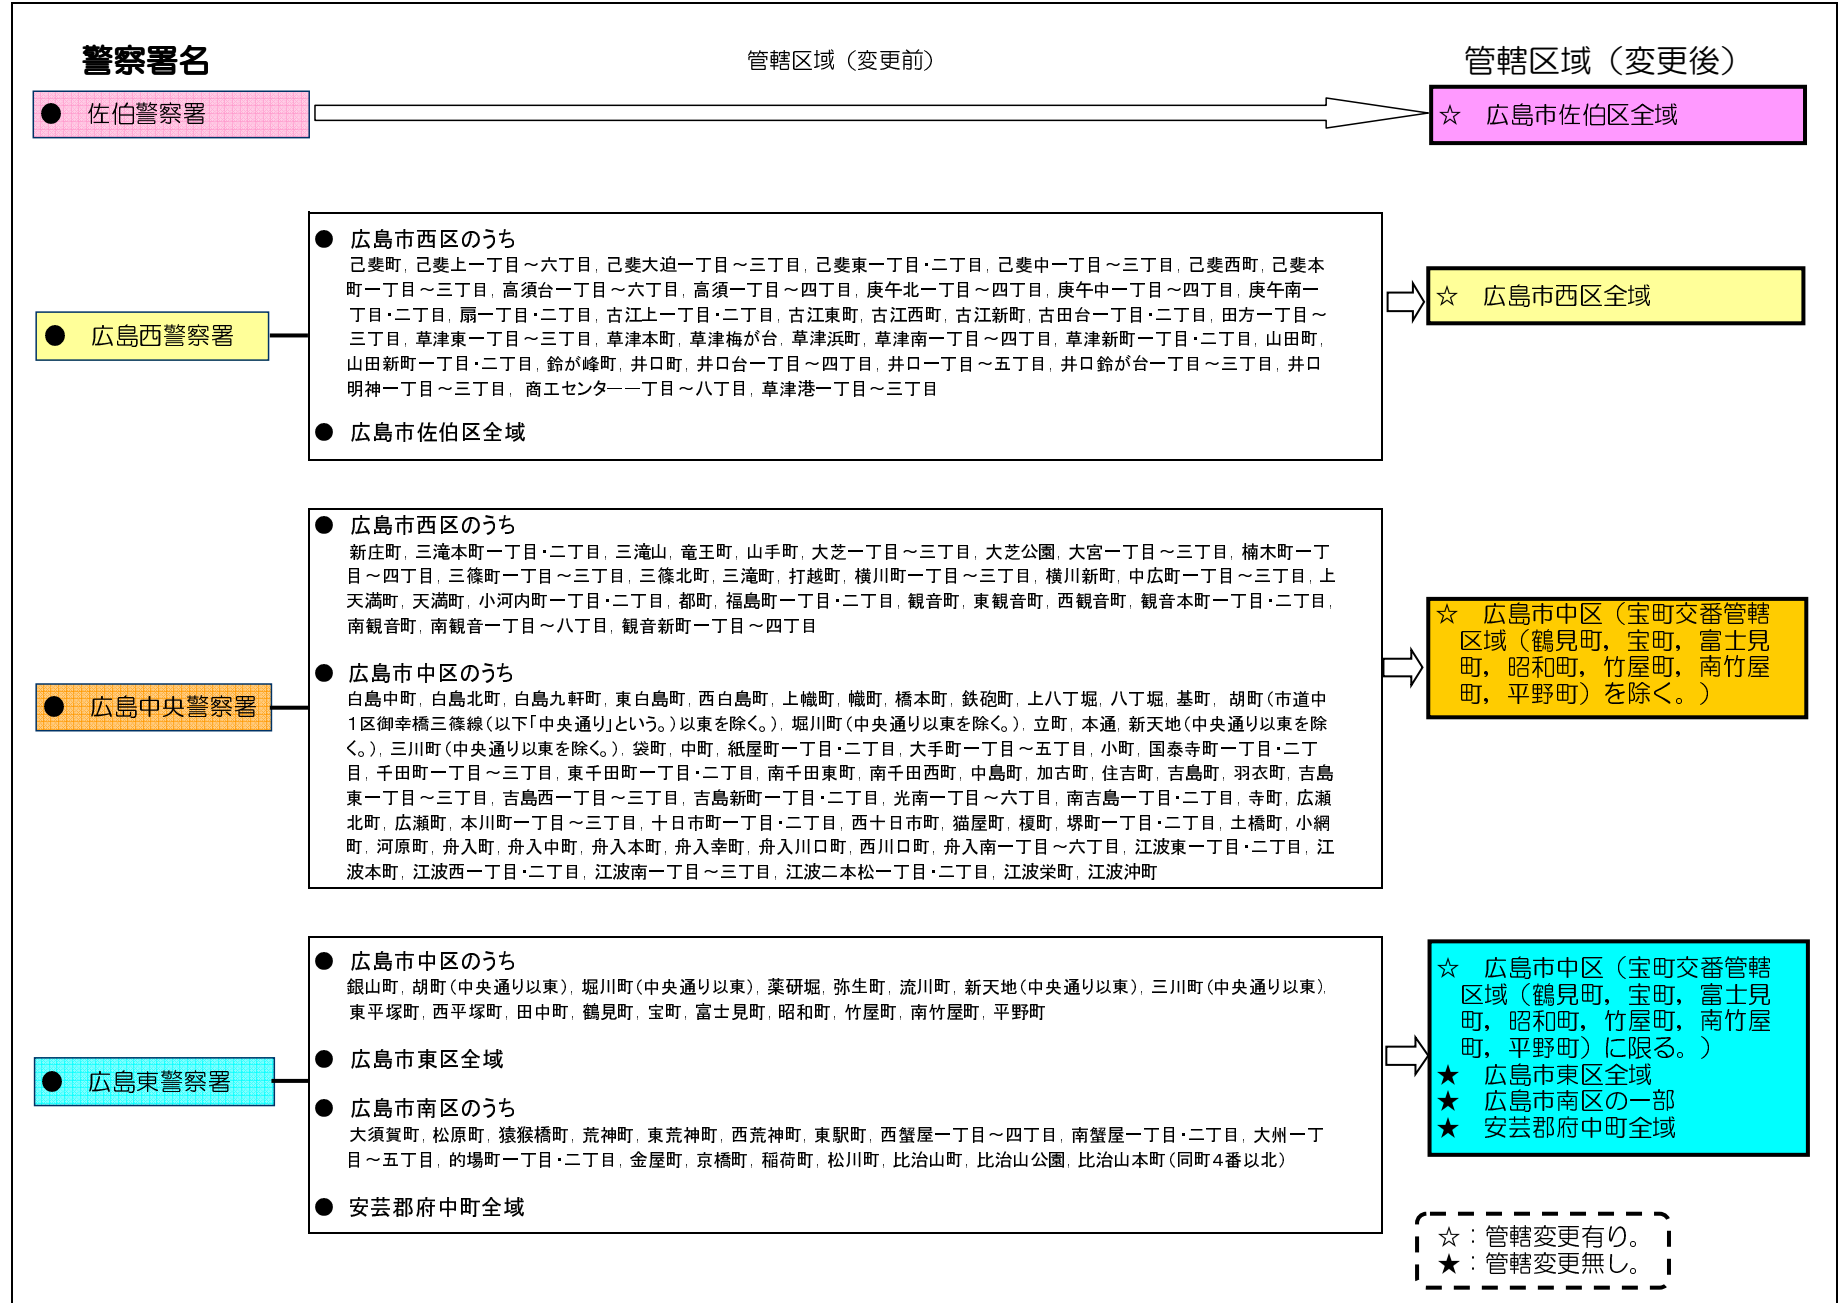 警察署名
管轄区域（変更前）
管轄区域（変更後）
● 佐伯警察署
☆ 広島市佐伯区全域
● 広島西警察署
● 広島市西区のうち
己斐町，己斐上一丁目～六丁目，己斐大迫一丁目～三丁目，己斐東一丁目・二丁目，己斐中一丁目～三丁目，己斐西町，己斐本
町一丁目～三丁目，高須台一丁目～六丁目，高須一丁目～四丁目，庚午北一丁目～四丁目，庚午中一丁目～四丁目，庚午南一
丁目・二丁目，扇一丁目・二丁目，古江上一丁目・二丁目，古江東町，古江西町，古江新町，古田台一丁目・二丁目，田方一丁目～
三丁目，草津東一丁目～三丁目，草津本町，草津梅が台，草津浜町，草津南一丁目～四丁目，草津新町一丁目・二丁目，山田町，
山田新町一丁目・二丁目，鈴が峰町，井口町，井口台一丁目～四丁目，井口一丁目～五丁目，井口鈴が台一丁目～三丁目，井口
明神一丁目～三丁目，商工センター一丁目～八丁目，草津港一丁目～三丁目
● 広島市佐伯区全域
☆ 広島市西区全域
● 広島中央警察署
● 広島市西区のうち
新庄町，三滝本町一丁目・二丁目，三滝山，竜王町，山手町，大芝一丁目～三丁目，大芝公園，大宮一丁目～三丁目，楠木町一丁
目～四丁目，三篠町一丁目～三丁目，三篠北町，三滝町，打越町，横川町一丁目～三丁目，横川新町，中広町一丁目～三丁目，上
天満町，天満町，小河内町一丁目・二丁目，都町，福島町一丁目・二丁目，観音町，東観音町，西観音町，観音本町一丁目・二丁目，
南観音町，南観音一丁目～八丁目，観音新町一丁目～四丁目
● 広島市中区のうち
白島中町，白島北町，白島九軒町，東白島町，西白島町，上幟町，幟町，橋本町，鉄砲町，上八丁堀，八丁堀，基町，胡町（市道中
１区御幸橋三篠線（以下「中央通り」という。）以東を除く。），堀川町（中央通り以東を除く。），立町，本通，新天地（中央通り以東を除
く。），三川町（中央通り以東を除く。），袋町，中町，紙屋町一丁目・二丁目，大手町一丁目～五丁目，小町，国泰寺町一丁目・二丁
目，千田町一丁目～三丁目，東千田町一丁目・二丁目，南千田東町，南千田西町，中島町，加古町，住吉町，吉島町，羽衣町，吉島
東一丁目～三丁目，吉島西一丁目～三丁目，吉島新町一丁目・二丁目，光南一丁目～六丁目，南吉島一丁目・二丁目，寺町，広瀬
北町，広瀬町，本川町一丁目～三丁目，十日市町一丁目・二丁目，西十日市町，猫屋町，榎町，堺町一丁目・二丁目，土橋町，小網
町，河原町，舟入町，舟入中町，舟入本町，舟入幸町，舟入川口町，西川口町，舟入南一丁目～六丁目，江波東一丁目・二丁目，江
波本町，江波西一丁目・二丁目，江波南一丁目～三丁目，江波二本松一丁目・二丁目，江波栄町，江波沖町
☆ 広島市中区（宝町交番管轄
区域（鶴見町，宝町，富士見
町，昭和町，竹屋町，南竹屋
町，平野町）を除く。）
● 広島東警察署
● 広島市中区のうち
銀山町，胡町（中央通り以東），堀川町（中央通り以東），薬研堀，弥生町，流川町，新天地（中央通り以東），三川町（中央通り以東），
東平塚町，西平塚町，田中町，鶴見町，宝町，富士見町，昭和町，竹屋町，南竹屋町，平野町
● 広島市東区全域
● 広島市南区のうち
大須賀町，松原町，猿猴橋町，荒神町，東荒神町，西荒神町，東駅町，西蟹屋一丁目～四丁目，南蟹屋一丁目・二丁目，大州一丁
目～五丁目，的場町一丁目・二丁目，金屋町，京橋町，稲荷町，松川町，比治山町，比治山公園，比治山本町（同町４番以北）
● 安芸郡府中町全域
☆ 広島市中区（宝町交番管轄
区域（鶴見町，宝町，富士見
町，昭和町，竹屋町，南竹屋
町，平野町）に限る。）
★ 広島市東区全域
★ 広島市南区の一部
★ 安芸郡府中町全域
☆：管轄変更有り。
★：管轄変更無し。